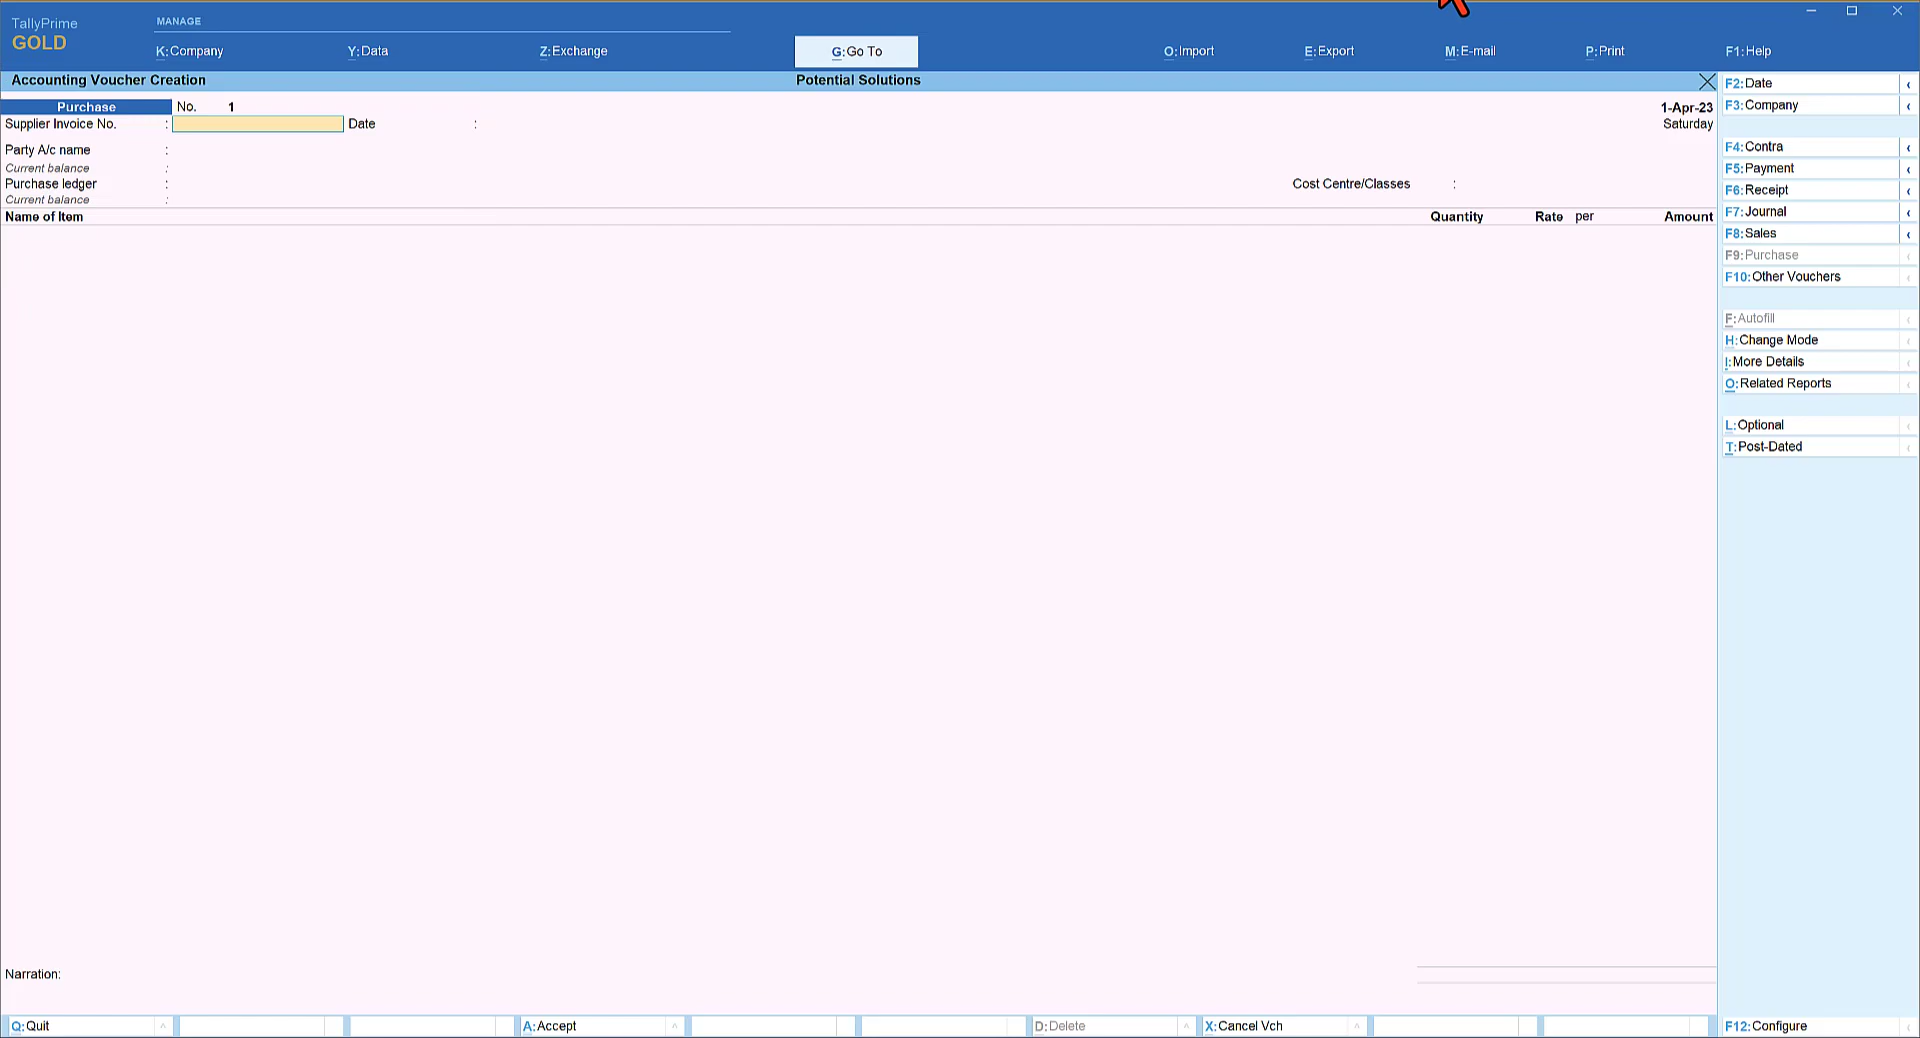 TallyPrime
GOLD
MANAGE
K:Company
Y:Data
Z:Exchange
G:Go To
O:Import
E:Export
M:E-mail
P:Print
F1:Help
Accounting Voucher Creation
Potential Solutions
Purchase No. 1
1-Apr-23
Supplier Invoice No. :
Date :
Saturday
Party A/c name :
Current balance :
Purchase ledger :
Cost Centre/Classes :
Current balance :
Name of Item
Quantity
Rate per
Amount
Narration:
F2:Date
F3:Company
F4:Contra
F5:Payment
F6:Receipt
F7:Journal
F8:Sales
F9:Purchase
F10:Other Vouchers
F:Autofill
H:Change Mode
I:More Details
O:Related Reports
L:Optional
T:Post-Dated
Q:Quit
A:Accept
D:Delete
X:Cancel Vch
F12:Configure